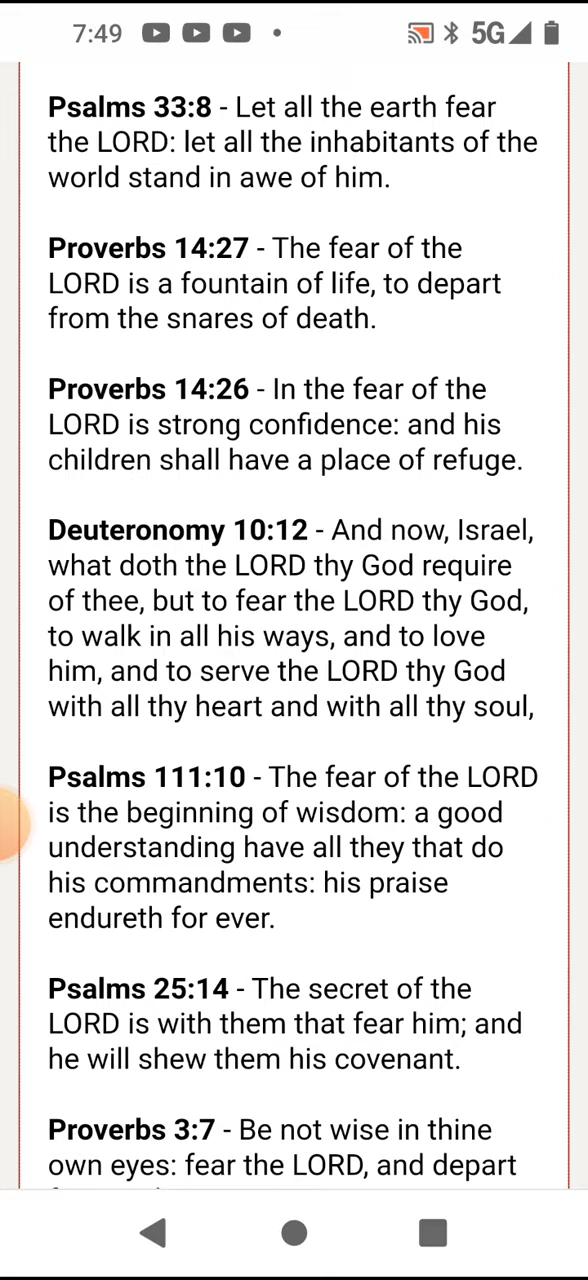 7:49
5G
Psalms 33:8 - Let all the earth fear
the LORD: let all the inhabitants of the
world stand in awe of him.
Proverbs 14:27 - The fear of the
LORD is a fountain of life, to depart
from the snares of death.
Proverbs 14:26 - In the fear of the
LORD is strong confidence: and his
children shall have a place of refuge.
Deuteronomy 10:12 - And now, Israel,
what doth the LORD thy God require
of thee, but to fear the LORD thy God,
to walk in all his ways, and to love
him, and to serve the LORD thy God
with all thy heart and with all thy soul,
Psalms 111:10 - The fear of the LORD
is the beginning of wisdom: a good
understanding have all they that do
his commandments: his praise
endureth for ever.
Psalms 25:14 - The secret of the
LORD is with them that fear him; and
he will shew them his covenant.
Proverbs 3:7 - Be not wise in thine
own eyes: fear the LORD, and depart